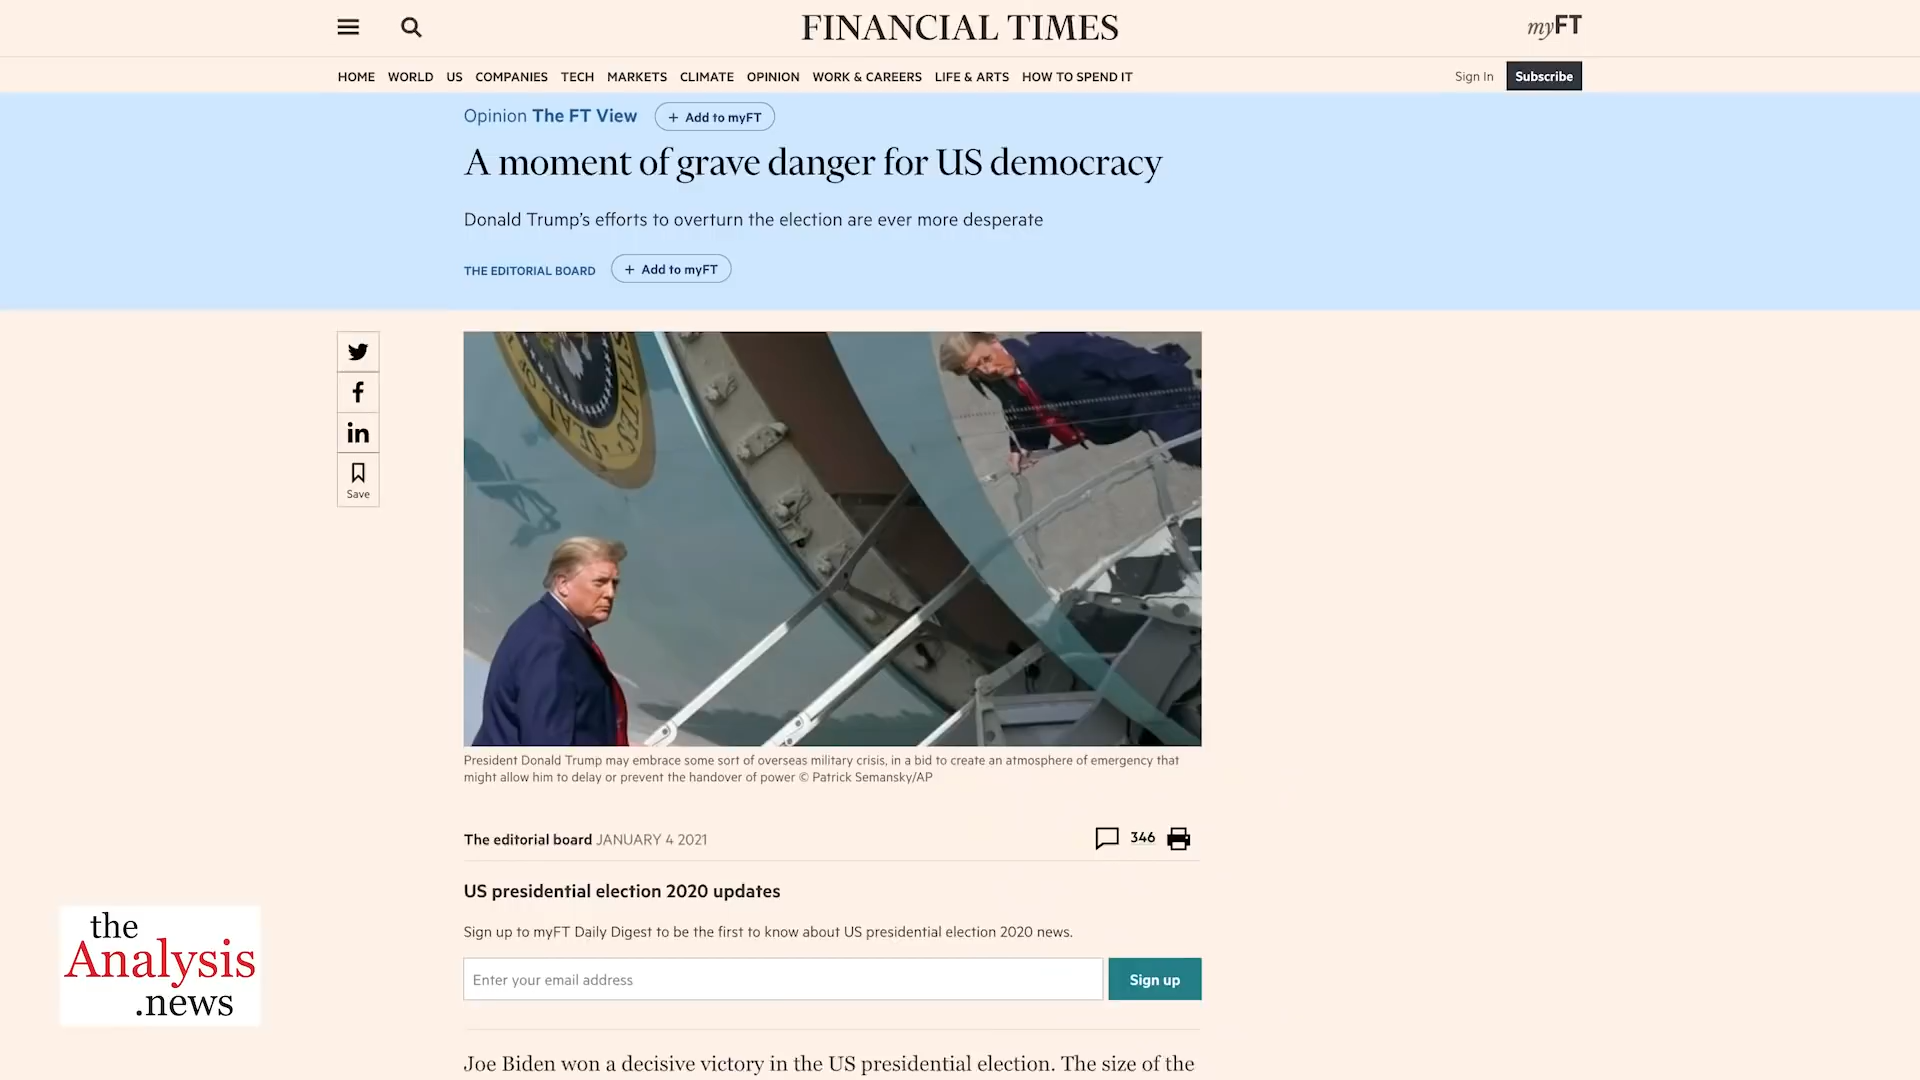 FINANCIAL TIMES
myFT
HOME WORLD US COMPANIES TECH MARKETS CLIMATE OPINION WORK & CAREERS LIFE & ARTS HOW TO SPEND IT
Sign In
Subscribe
Opinion The FT View
+ Add to myFT
A moment of grave danger for US democracy
Donald Trump's efforts to overturn the election are ever more desperate
THE EDITORIAL BOARD
+ Add to myFT
Save
SEAL OF
STATES
President Donald Trump may embrace some sort of overseas military crisis, in a bid to create an atmosphere of emergency that
might allow him to delay or prevent the handover of power © Patrick Semansky/AP
The editorial board JANUARY 4 2021
346
US presidential election 2020 updates
Sign up to myFT Daily Digest to be the first to know about US presidential election 2020 news.
Enter your email address
Sign up
the
Analysis
.news
Joe Biden won a decisive victory in the US presidential election. The size of the